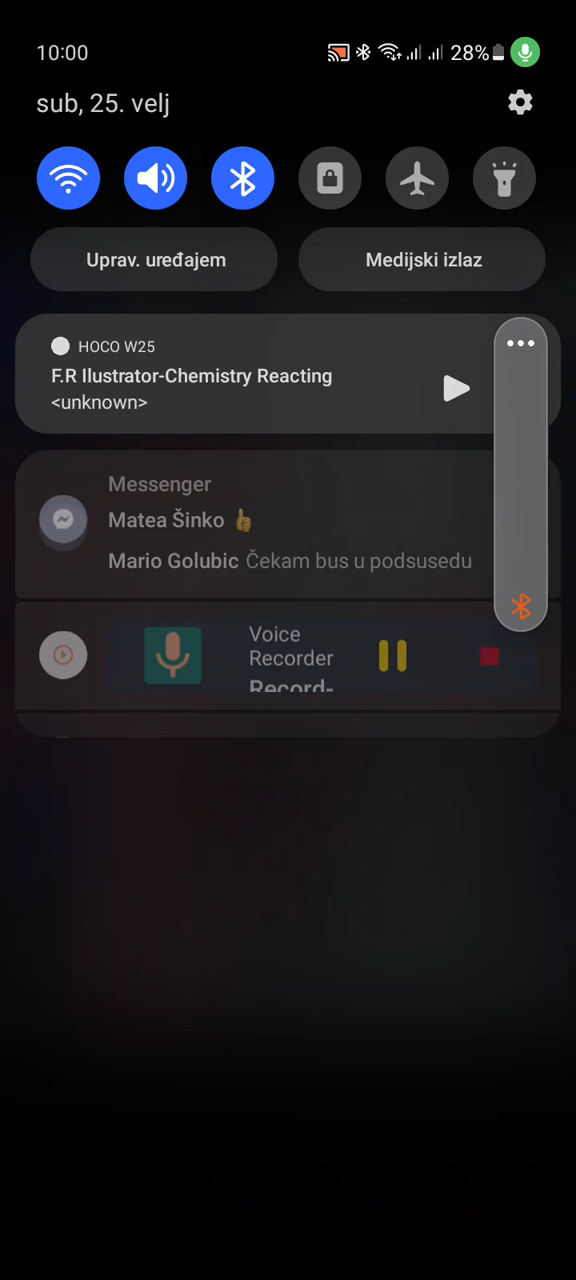 10:00
28%
sub, 25. velj
Uprav. uređajem
Medijski izlaz
HOCO W25
F.R Ilustrator-Chemistry Reacting
<unknown>
Messenger
Matea Šinko 👍
Mario Golubic Čekam bus u podsusedu
Voice
Recorder
Record-